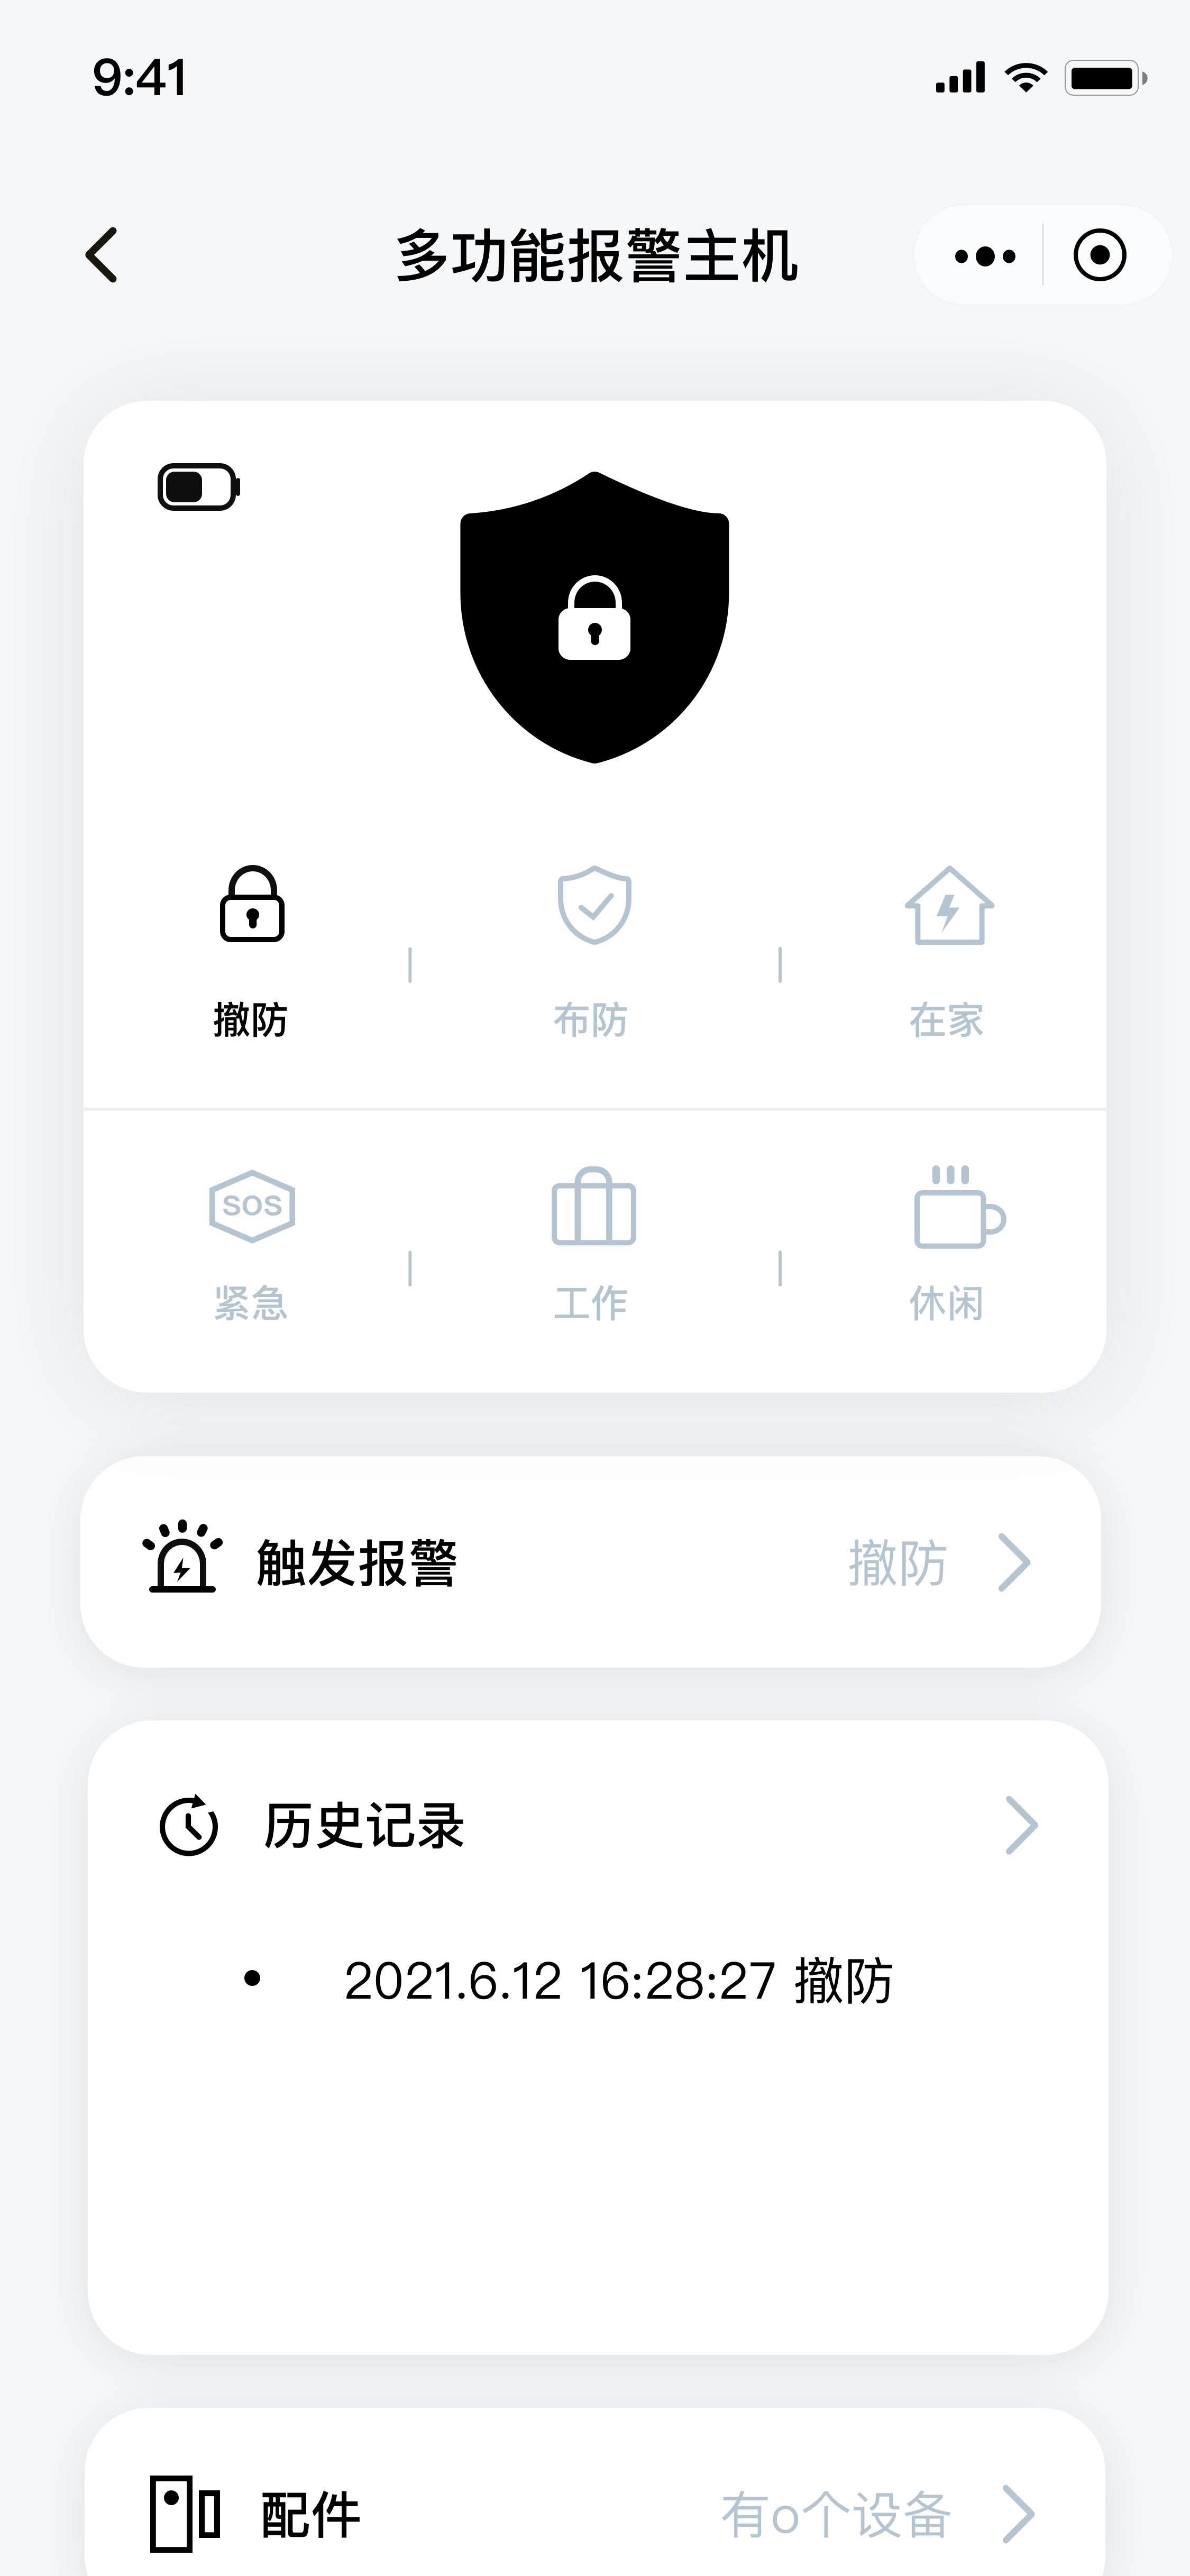 9:41
多功能报警主机
撤防 布防 在家
SOS
紧急 工作 休闲
触发报警 撤防
历史记录
2021.6.12 16:28:27 撤防
配件 有o个设备